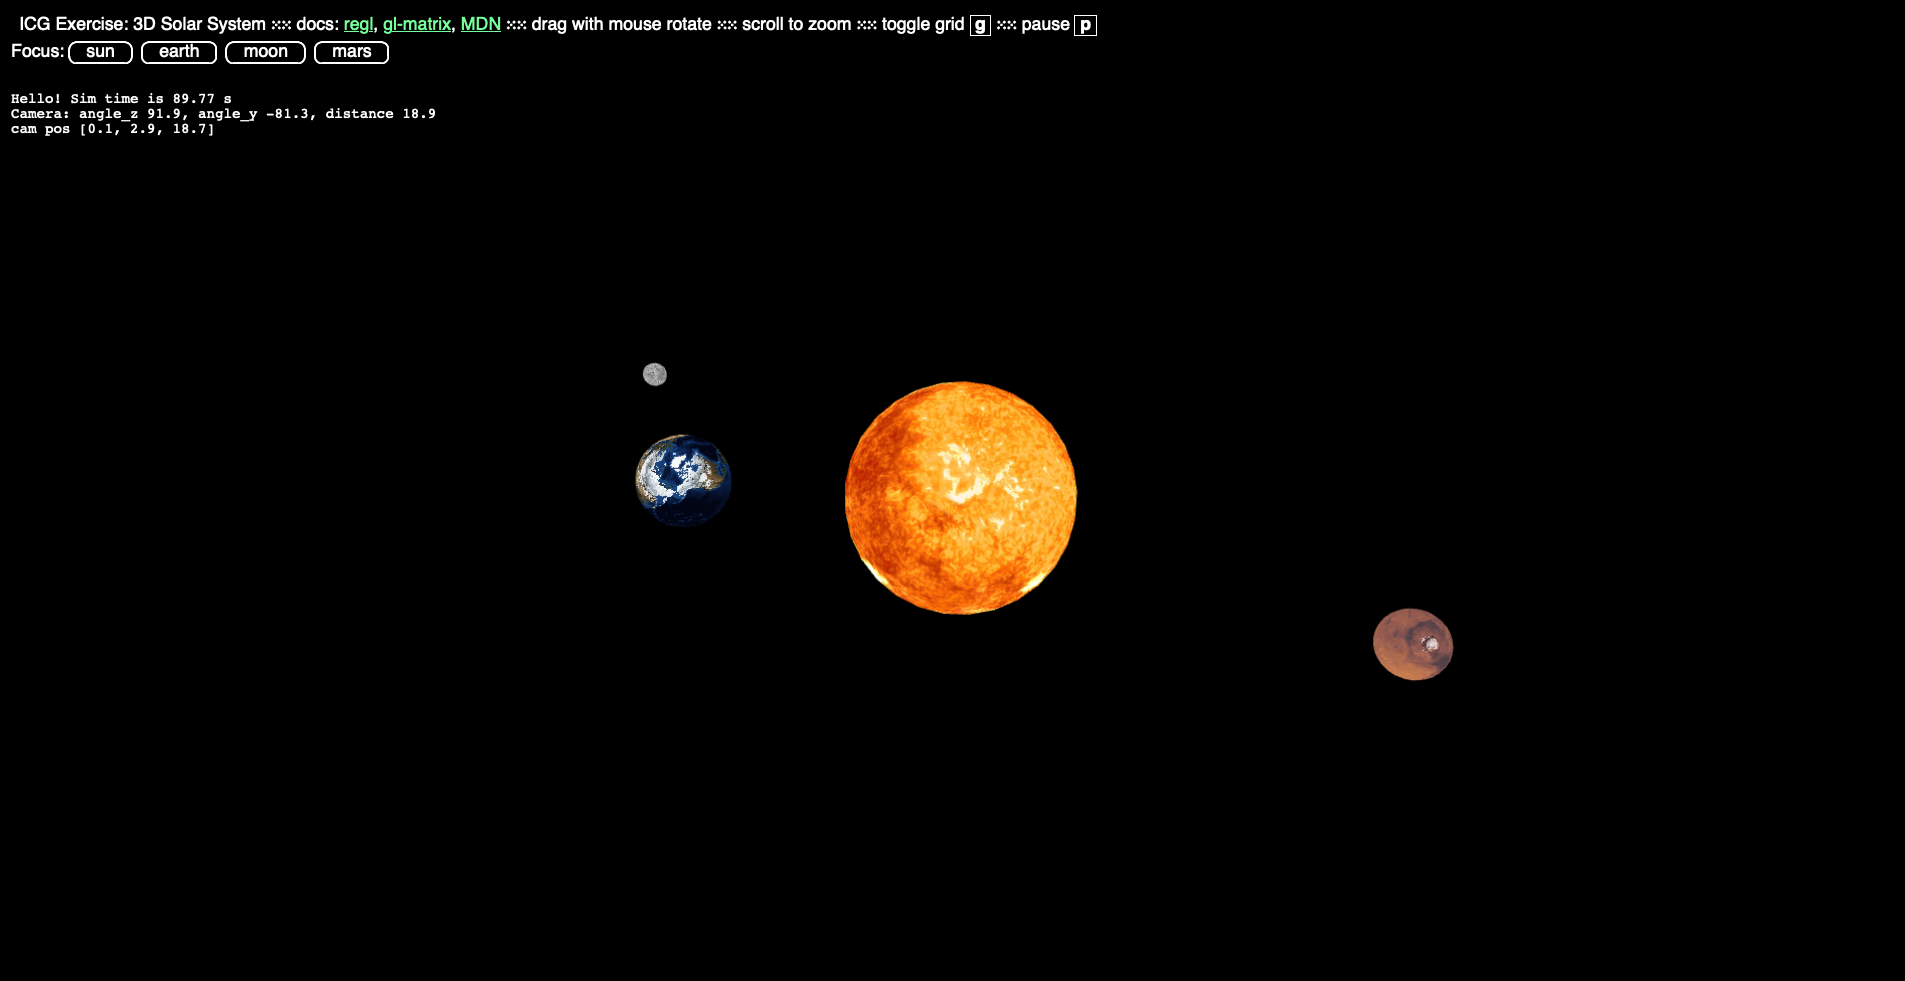 ICG Exercise: 3D Solar System ⁙⁙ docs: regl, gl-matrix, MDN ⁙⁙ drag with mouse rotate ⁙⁙ scroll to zoom ⁙⁙ toggle grid g ⁙⁙ pause p
Focus: sun earth moon mars
Hello! Sim time is 89.77 s
Camera: angle_z 91.9, angle_y -81.3, distance 18.9
cam pos [0.1, 2.9, 18.7]